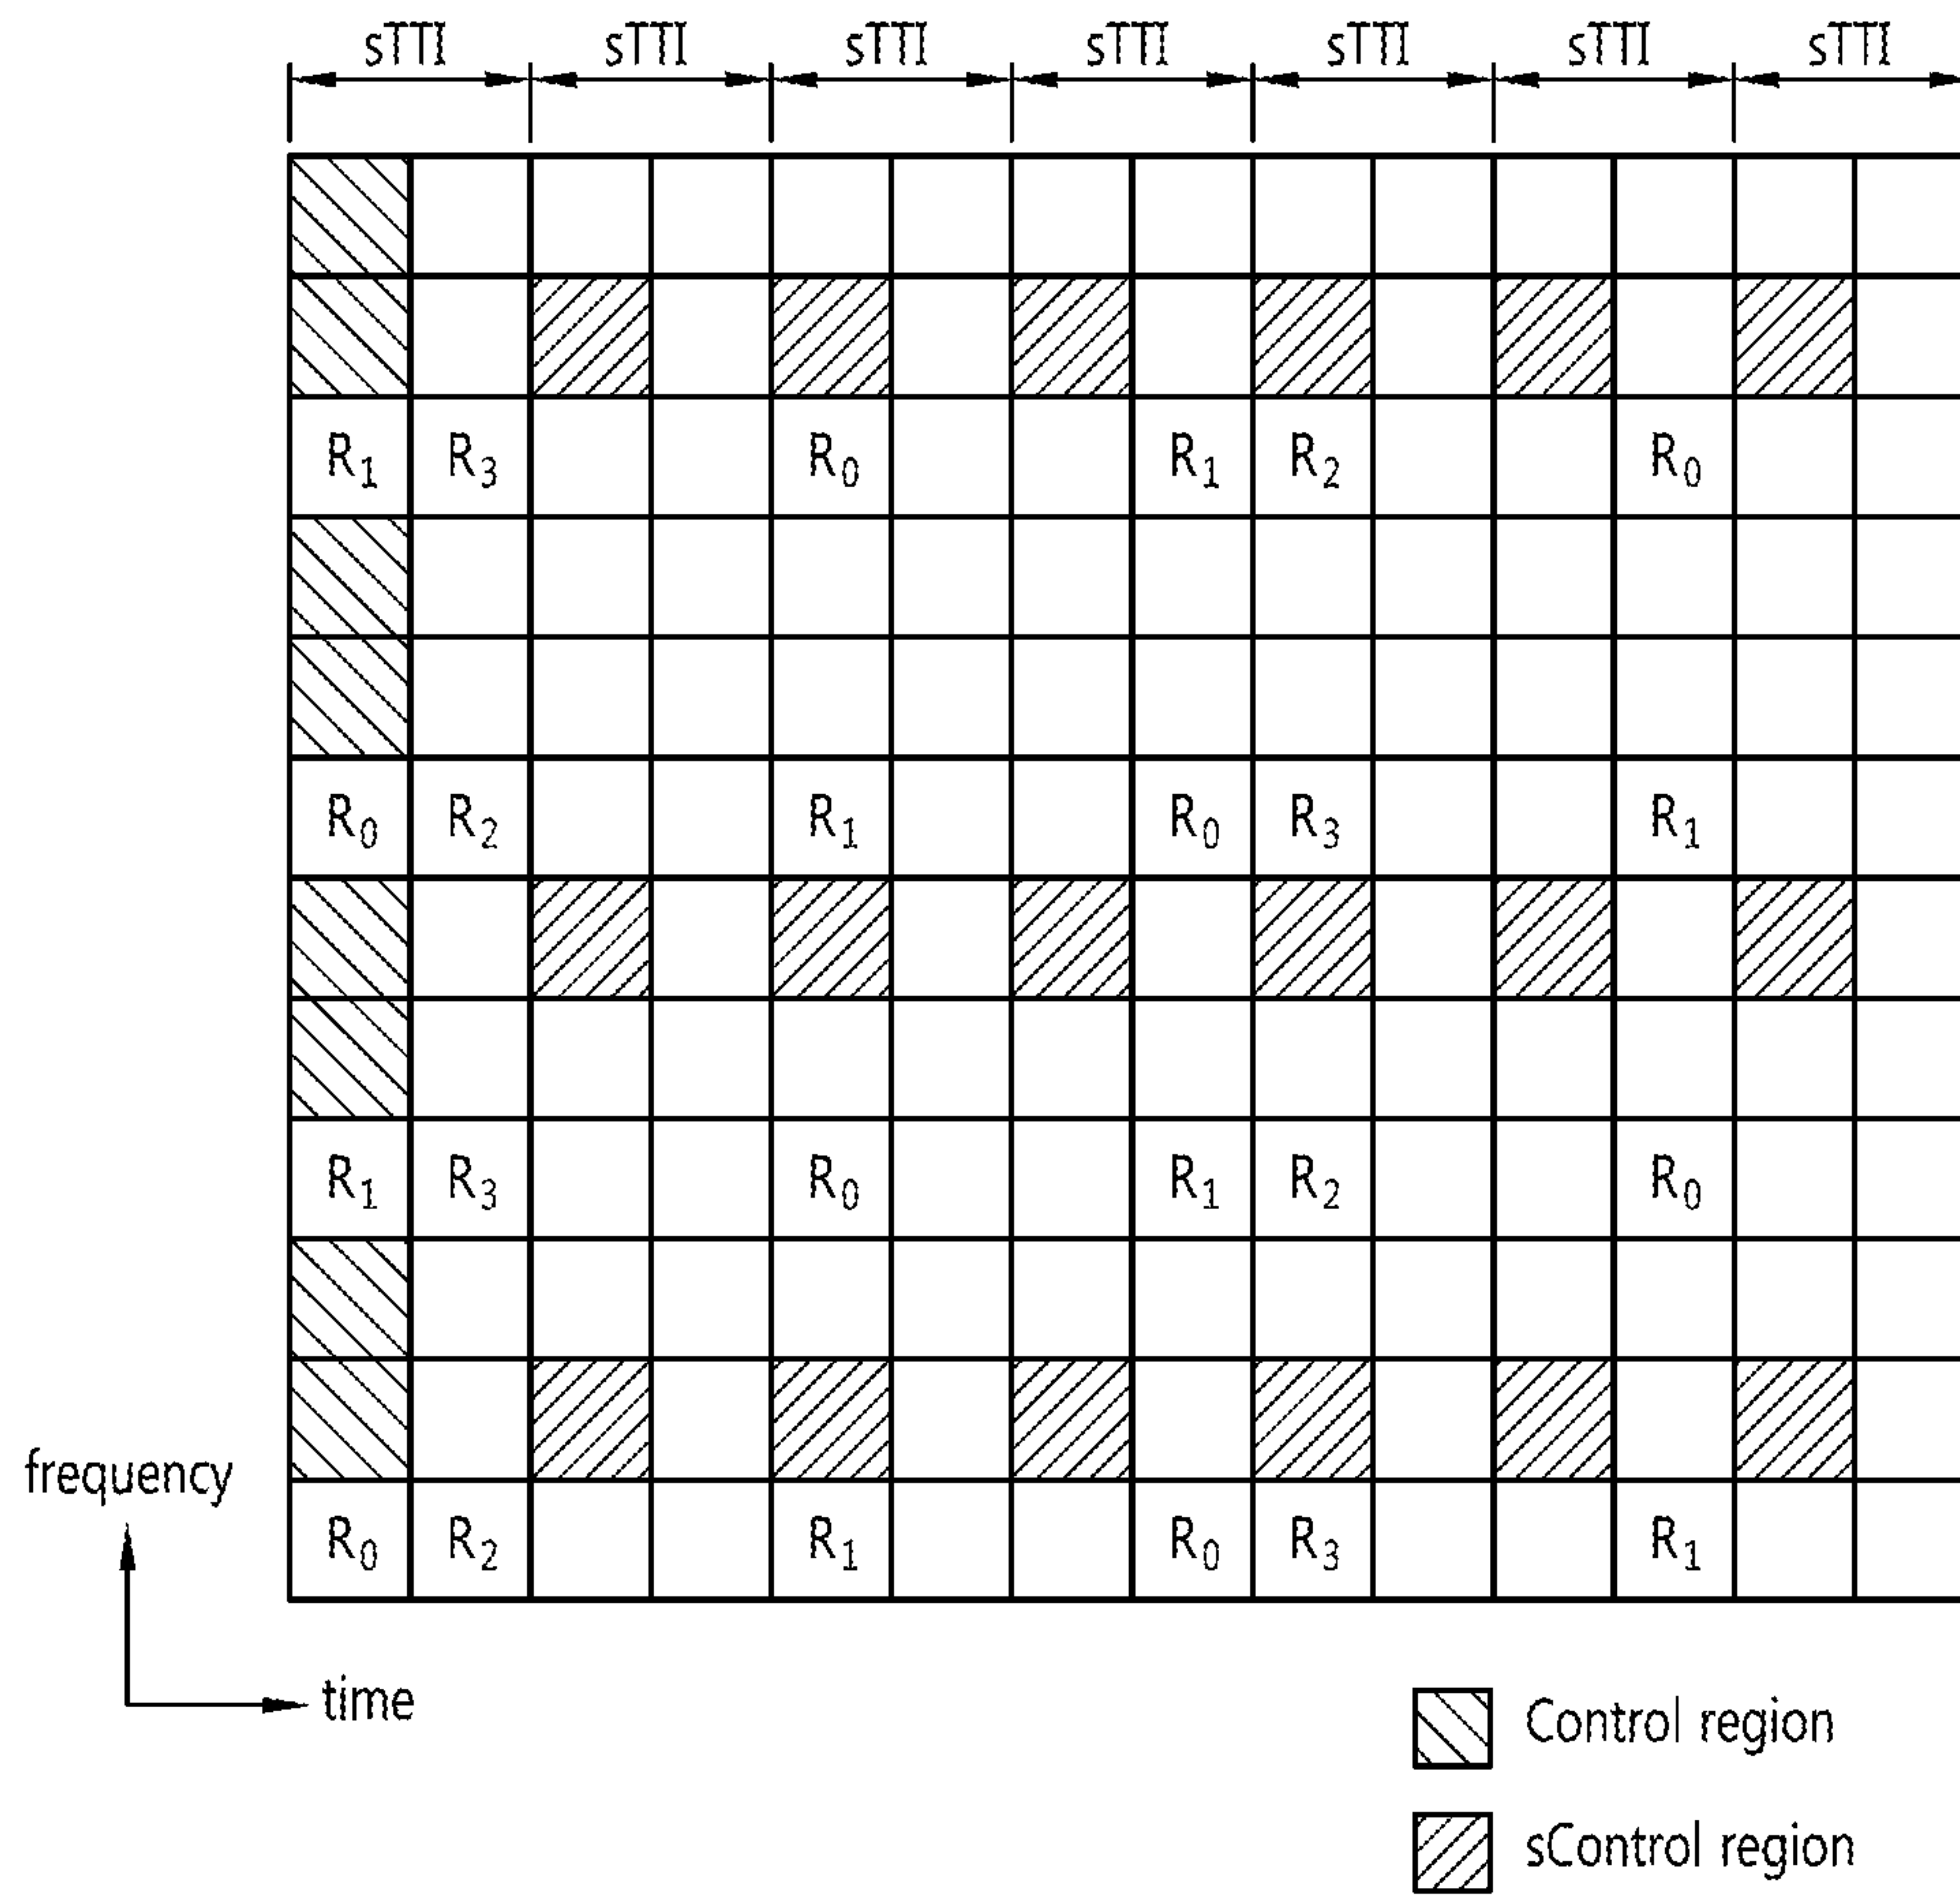 sTTI sTTI sTTI sTTI sTTI sTTI sTTI
R1 R3 R0 R1 R2 R0
R0 R2 R1 R0 R3 R1
R1 R3 R0 R1 R2 R0
R0 R2 R1 R0 R3 R1
frequency
time
Control region
sControl region